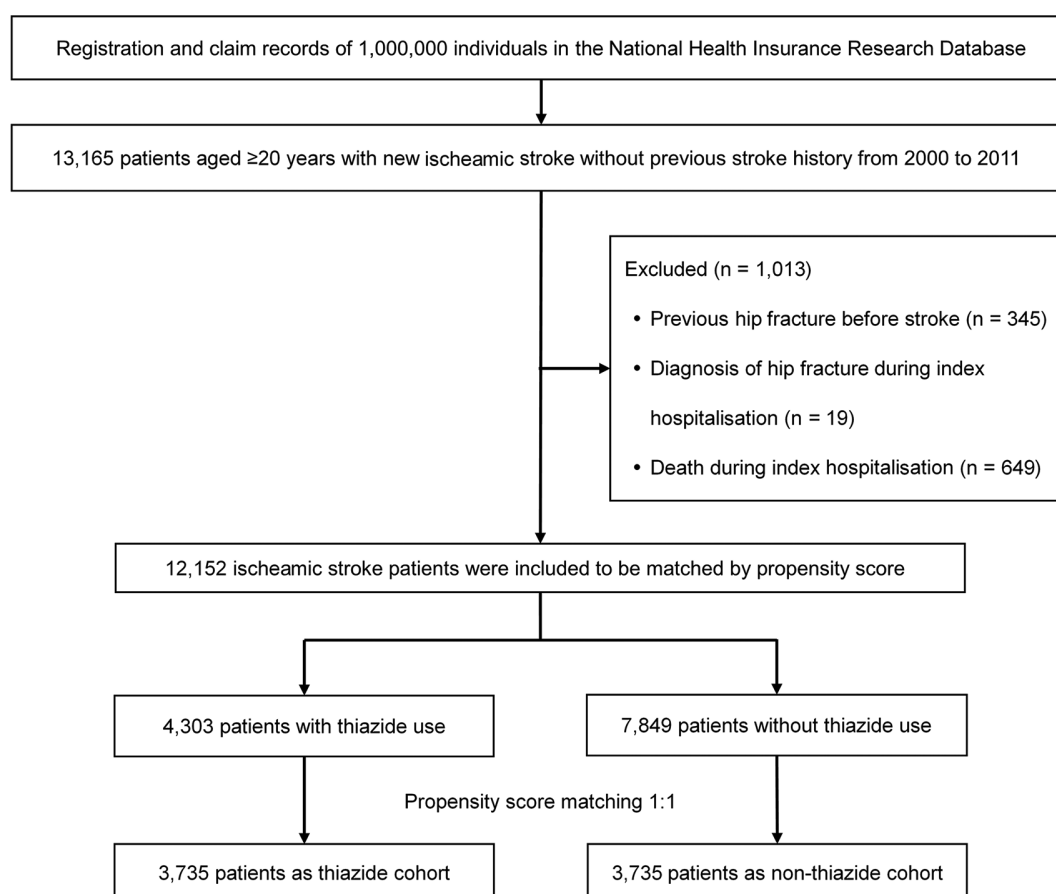 Registration and claim records of 1,000,000 individuals in the National Health Insurance Research Database
13,165 patients aged ≥20 years with new ischeamic stroke without previous stroke history from 2000 to 2011
Excluded (n = 1,013)
• Previous hip fracture before stroke (n = 345)
• Diagnosis of hip fracture during index
hospitalisation (n = 19)
• Death during index hospitalisation (n = 649)
12,152 ischeamic stroke patients were included to be matched by propensity score
4,303 patients with thiazide use
7,849 patients without thiazide use
Propensity score matching 1:1
3,735 patients as thiazide cohort
3,735 patients as non-thiazide cohort